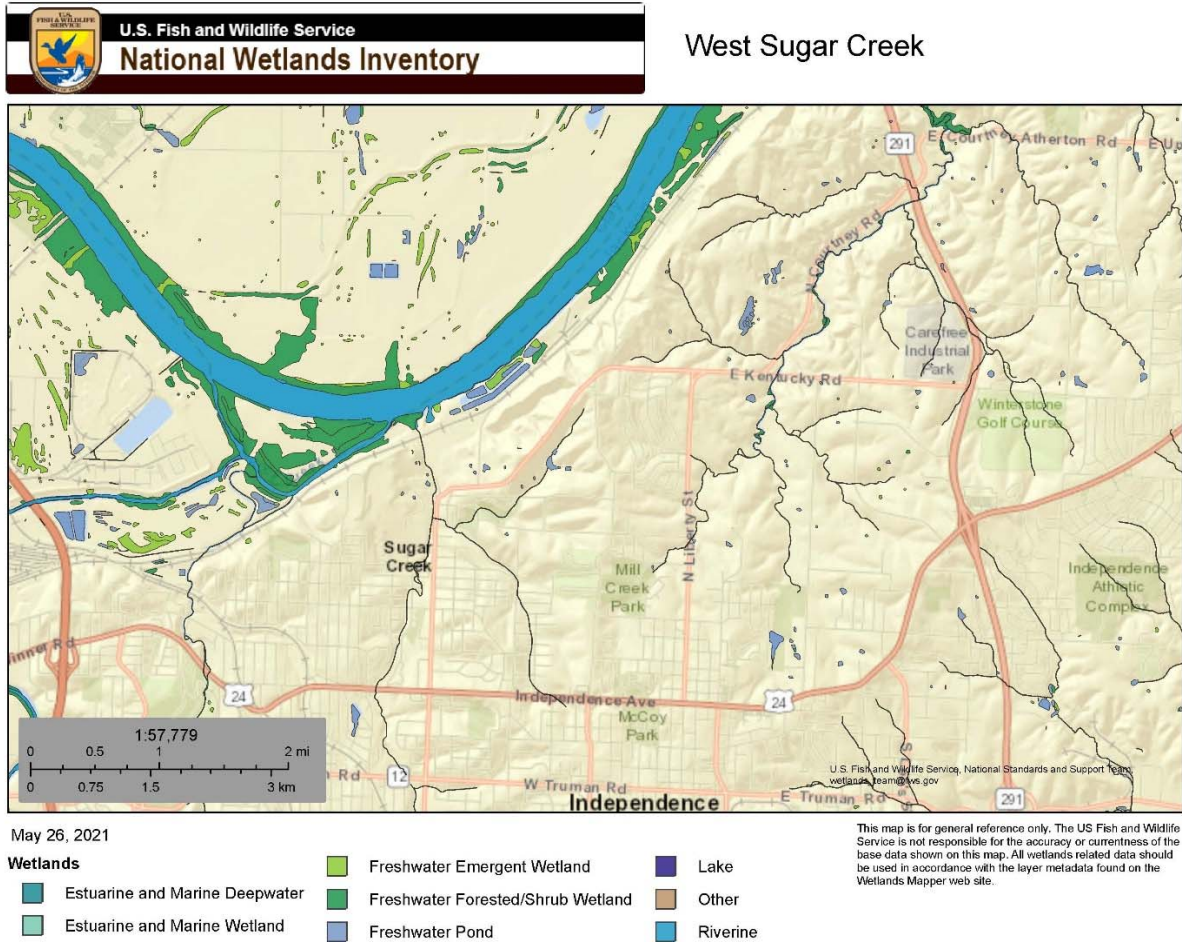 U.S. FISH & WILDLIFE SERVICE
U.S. Fish and Wildlife Service
National Wetlands Inventory
West Sugar Creek
291
E Courtney Atherton Rd
N Courtney Rd
Carefree
Industrial
Park
E Kentucky Rd
Winterstone
Golf Course
N Liberty St
Sugar
Creek
Mill
Creek
Park
Independence
Athletic
Complex
24
Independence Ave
24
McCoy
Park
1:57,779
0 0.5 1 2 mi
0 0.75 1.5 3 km
Rd
12
W Truman Rd
Independence
E Truman Rd
291
U.S. Fish and Wildlife Service, National Standards and Support Team,
wetlands_team@fws.gov
May 26, 2021
Wetlands
Estuarine and Marine Deepwater
Estuarine and Marine Wetland
Freshwater Emergent Wetland
Freshwater Forested/Shrub Wetland
Freshwater Pond
Lake
Other
Riverine
This map is for general reference only. The US Fish and Wildlife
Service is not responsible for the accuracy or currentness of the
base data shown on this map. All wetlands related data should
be used in accordance with the layer metadata found on the
Wetlands Mapper web site.